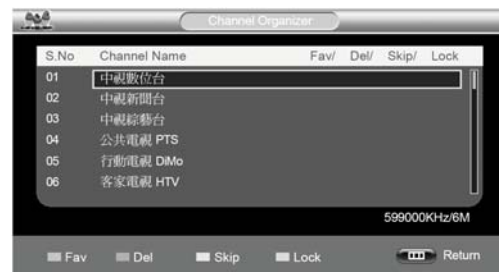 Channel Organizer
S.No Channel Name Fav/ Del/ Skip/ Lock
01 中視數位台
02 中視新聞台
03 中視綜藝台
04 公共電視 PTS
05 行動電視 DiMo
06 客家電視 HTV
599000KHz/6M
Fav Del Skip Lock Return